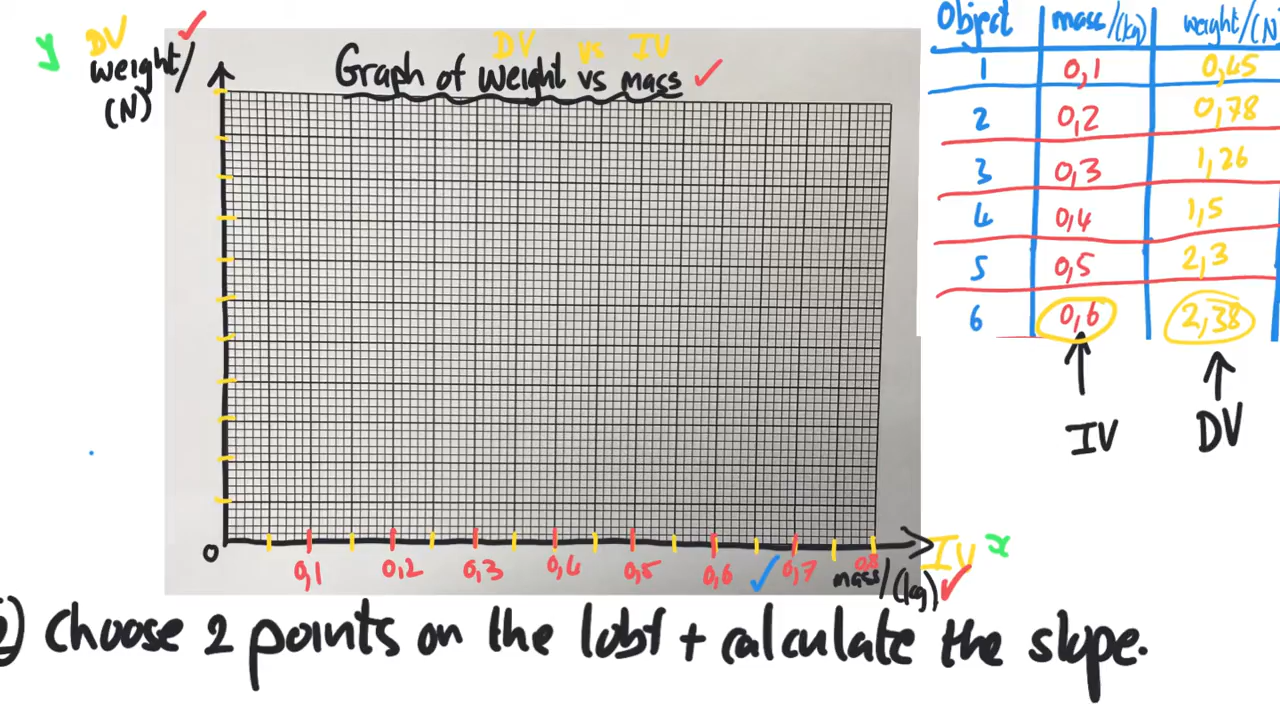 y DV
weight/
(N)
DV vs IV
Graph of weight vs mass
0
0,1 0,2 0,3 0,4 0,5 0,6 0,7 0,8
mass/(kg)
IV x
Object mass/(kg) weight/(N
1 0,1 0,45
2 0,2 0,78
3 0,3 1,26
4 0,4 1,5
5 0,5 2,3
6 0,6 2,38
IV DV
2) Choose 2 points on the lobf + calculate the slope.